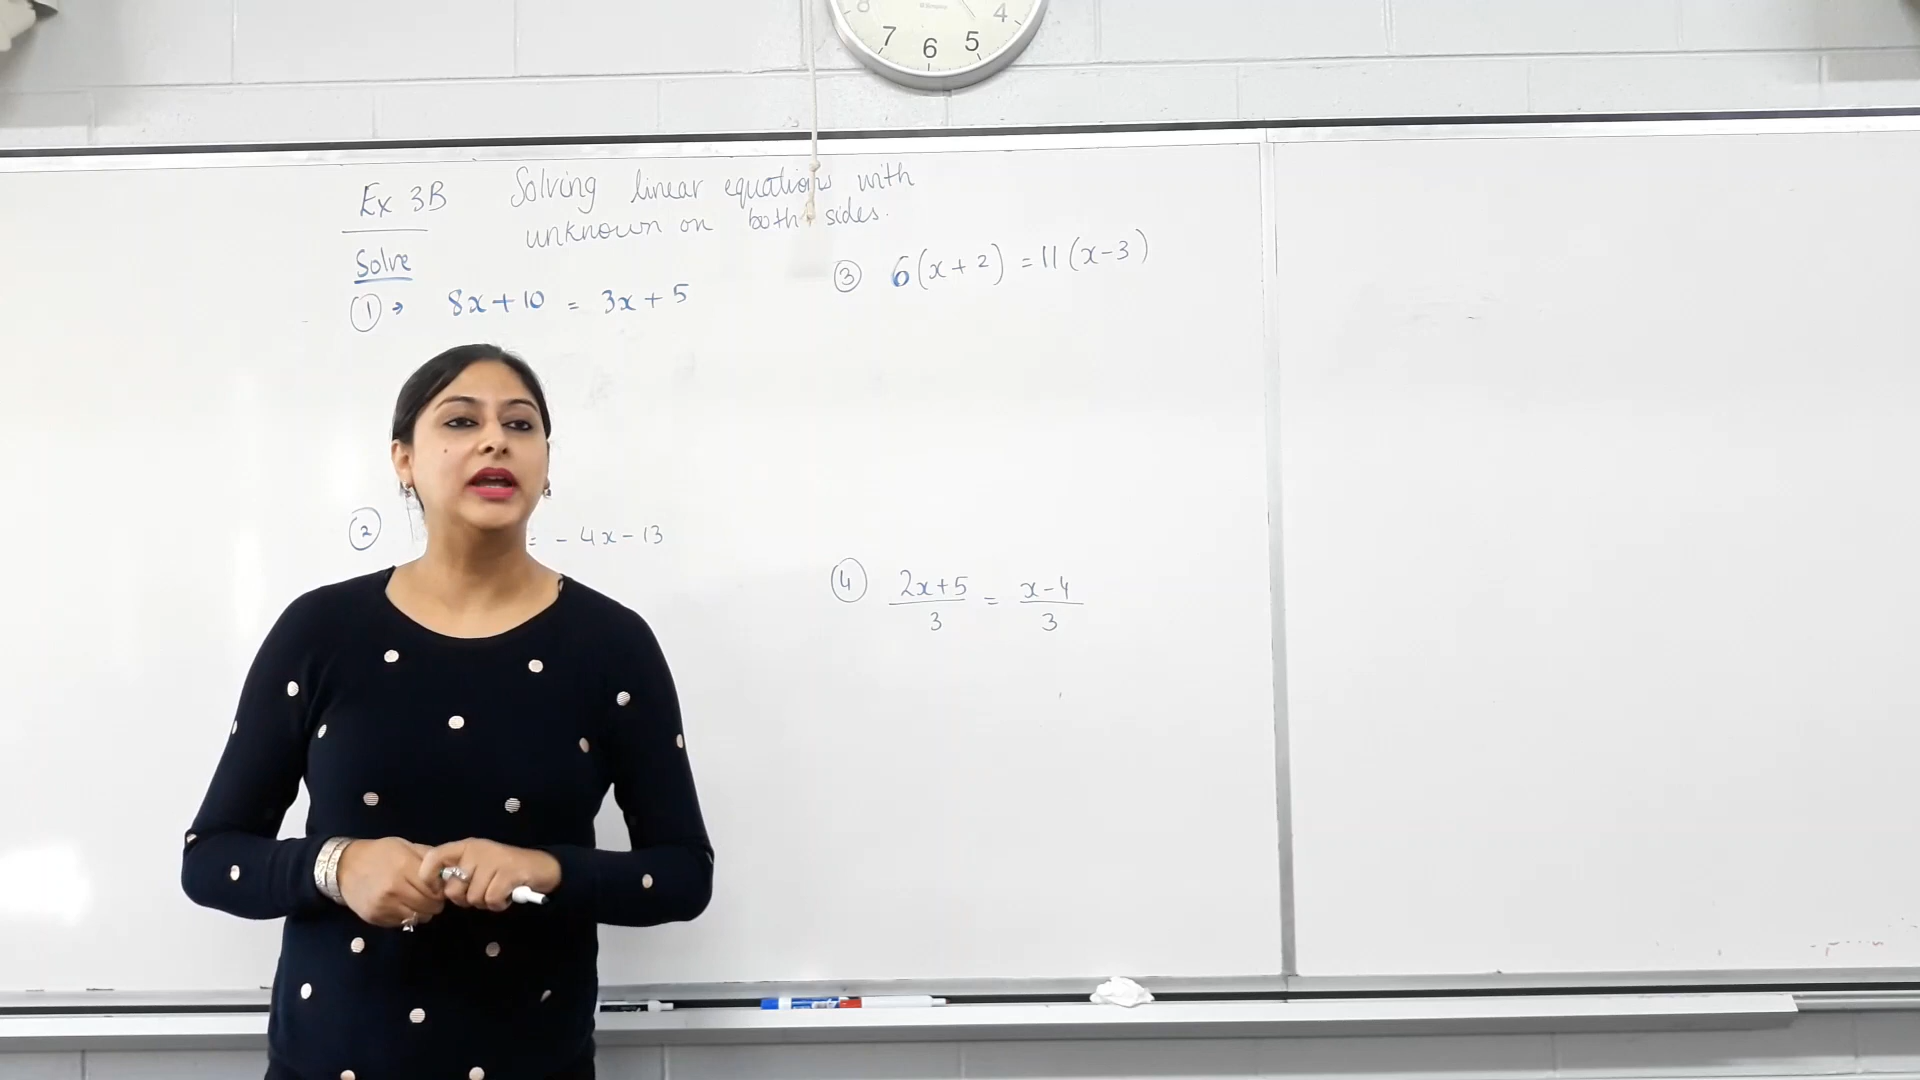 8 4
7 6 5
Ex 3B Solving linear equations with
unknown on both sides.
Solve
① → 8x+10 = 3x+5
② = -4x-13
③ 6(x+2) = 11(x-3)
④ 2x+5/3 = x-4/3